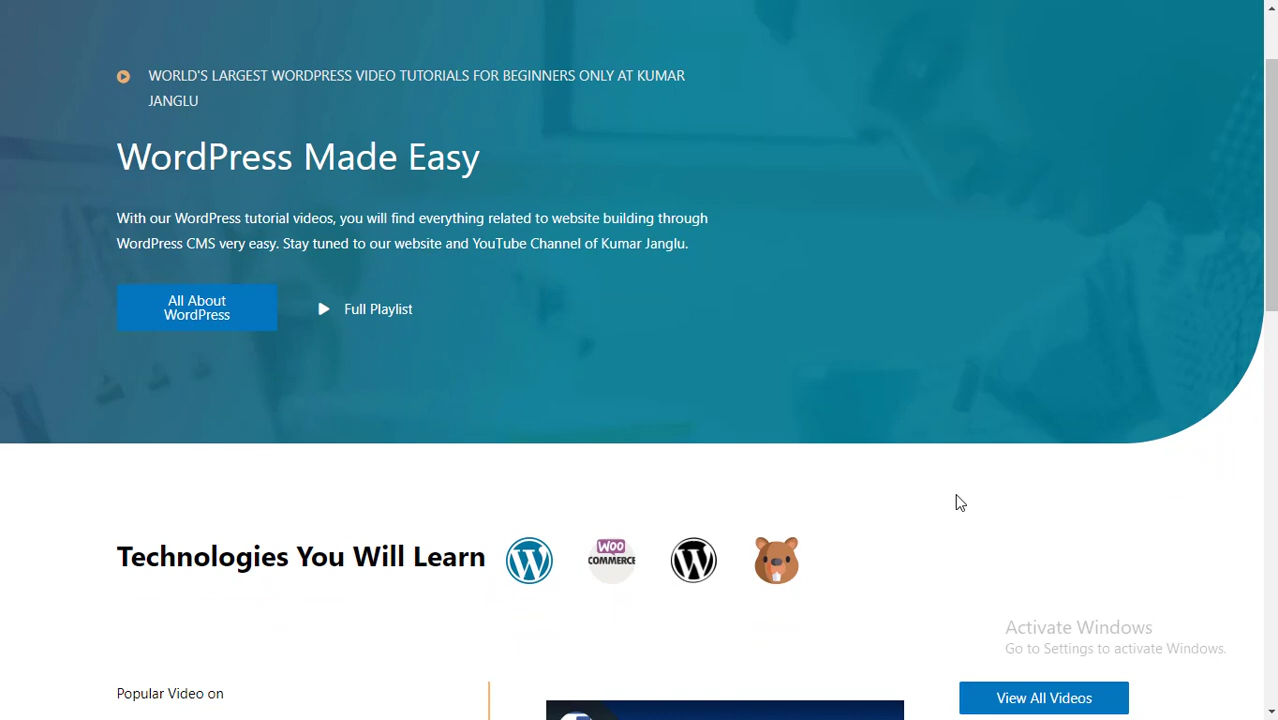 WORLD'S LARGEST WORDPRESS VIDEO TUTORIALS FOR BEGINNERS ONLY AT KUMAR
JANGLU
WordPress Made Easy
With our WordPress tutorial videos, you will find everything related to website building through
WordPress CMS very easy. Stay tuned to our website and YouTube Channel of Kumar Janglu.
All About
WordPress
Full Playlist
Technologies You Will Learn
WOO
COMMERCE
Activate Windows
Go to Settings to activate Windows.
Popular Video on
View All Videos